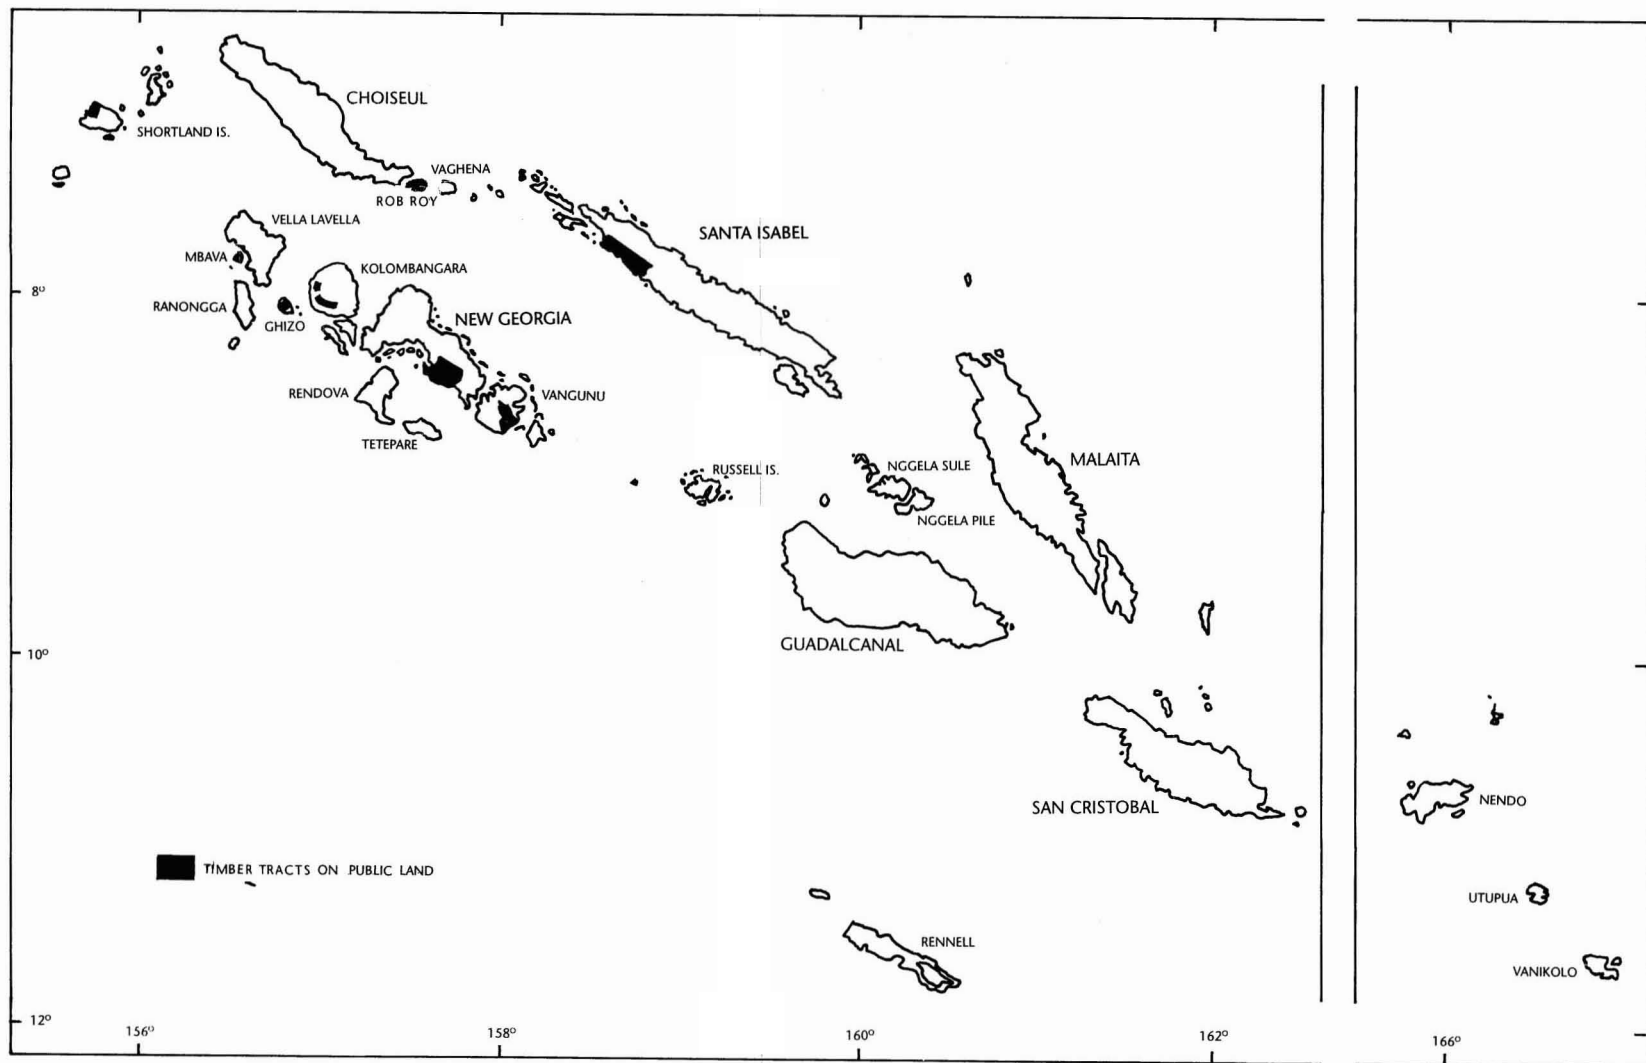 CHOISEUL
SHORTLAND IS.
VAGHENA
ROB ROY
VELLA LAVELLA
SANTA ISABEL
MBAVA
KOLOMBANGARA
8°
RANONGGA
GHIZO
NEW GEORGIA
RENDOVA
VANGUNU
TETEPARE
MALAITA
NGGELA SULE
RUSSELL IS.
NGGELA PILE
GUADALCANAL
10°
SAN CRISTOBAL
NENDO
TIMBER TRACTS ON PUBLIC LAND
UTUPUA
RENNELL
VANIKOLO
12°
156°
158°
160°
162°
166°